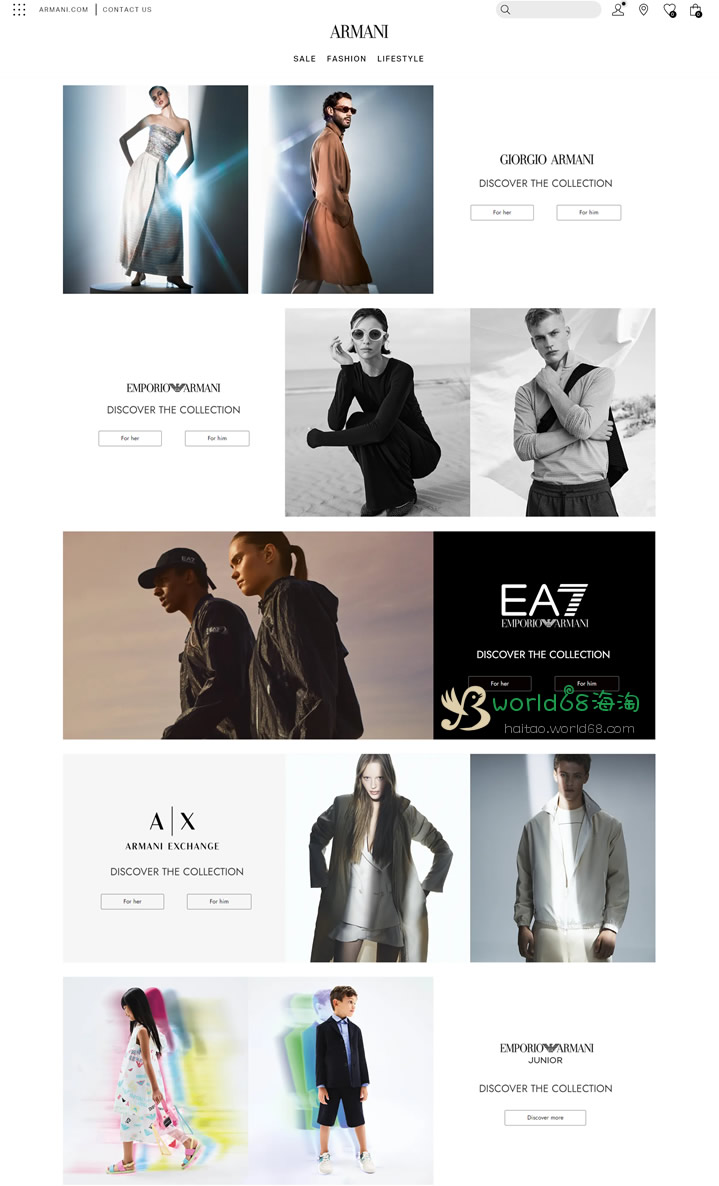 ARMANI.COM | CONTACT US
0
0
ARMANI
SALE FASHION LIFESTYLE
GIORGIO ARMANI
DISCOVER THE COLLECTION
For her For him
EMPORIO ARMANI
DISCOVER THE COLLECTION
For her For him
EA7
EA7
EMPORIO ARMANI
DISCOVER THE COLLECTION
For her For him
world68海淘
haitao.world68.com
A|X
ARMANI EXCHANGE
DISCOVER THE COLLECTION
For her For him
EMPORIO ARMANI
JUNIOR
DISCOVER THE COLLECTION
Discover more